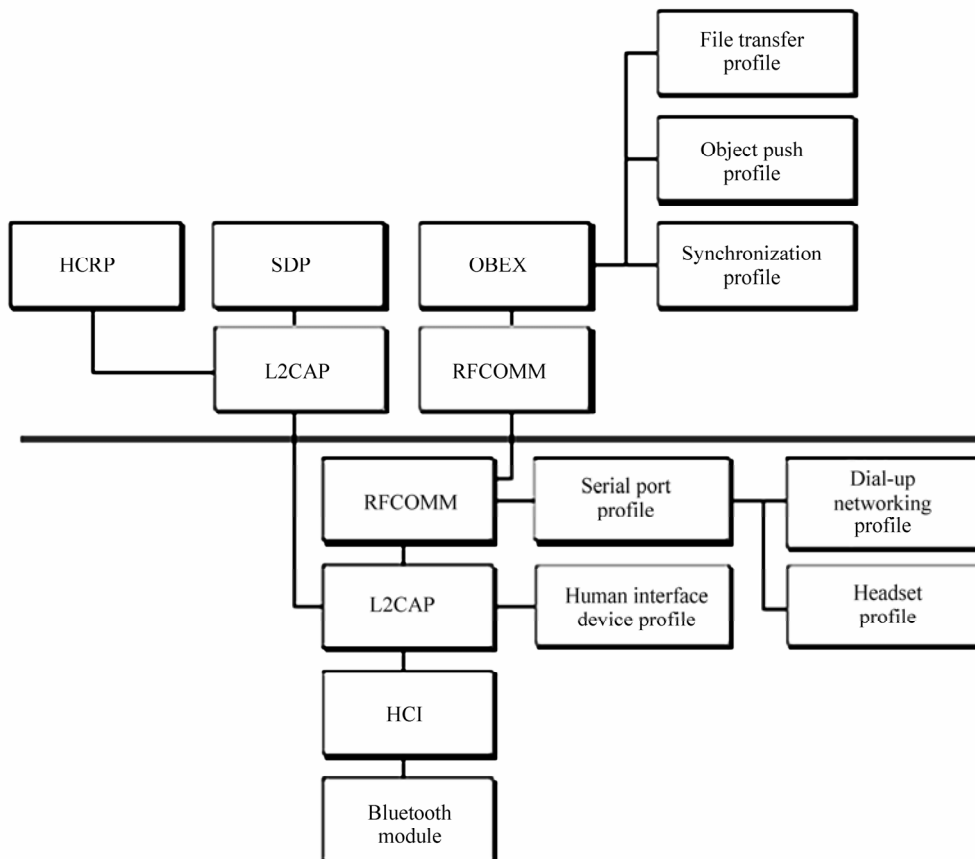 File transfer
profile
Object push
profile
HCRP
SDP
OBEX
Synchronization
profile
L2CAP
RFCOMM
RFCOMM
Serial port
profile
Dial-up
networking
profile
L2CAP
Human interface
device profile
Headset
profile
HCI
Bluetooth
module